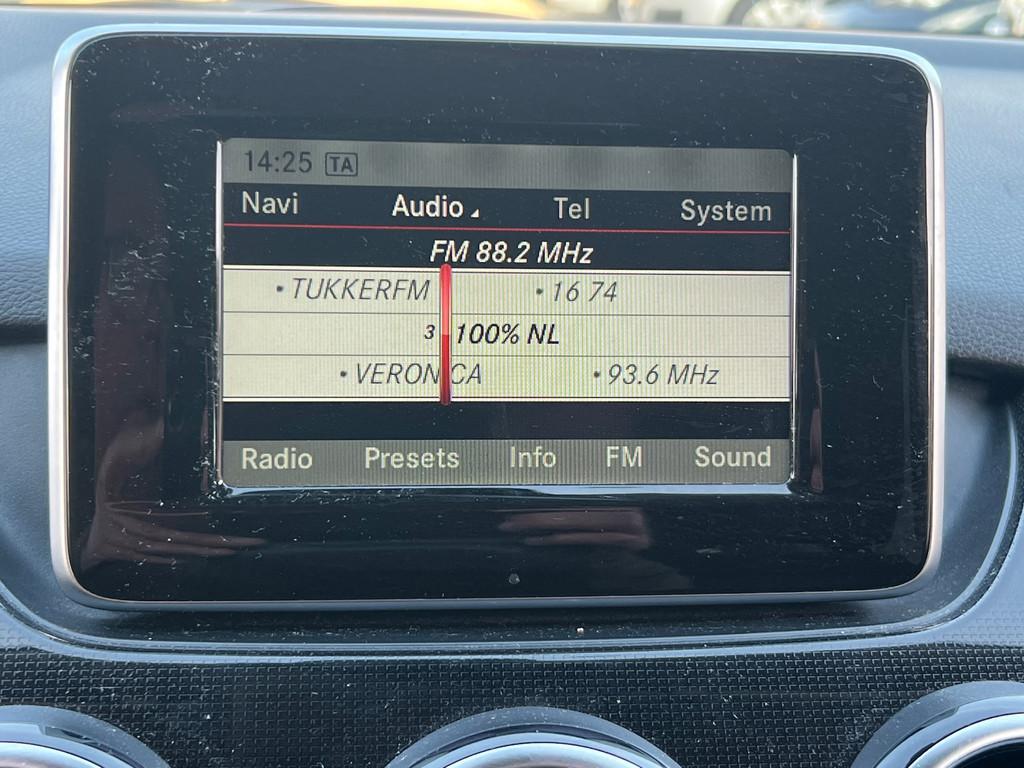 14:25 TA
Navi Audio Tel System
FM 88.2 MHz
• TUKKERFM • 16 74
3 100% NL
• VERONICA • 93.6 MHz
Radio Presets Info FM Sound